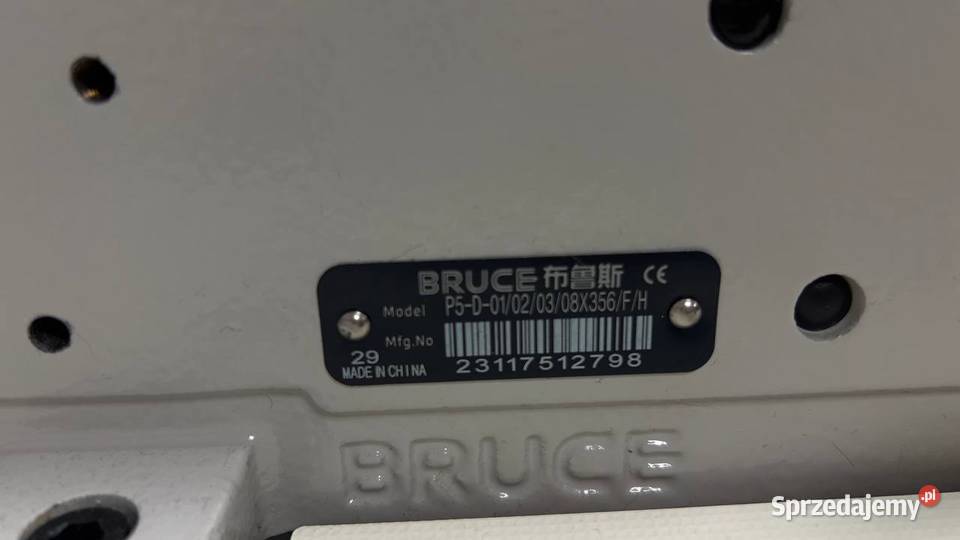 BRUCE 布鲁斯 CE
Model P5-D-01/02/03/08X356/F/H
Mfg.No
29
23117512798
MADE IN CHINA
BRUCE
Sprzedajemy.pl